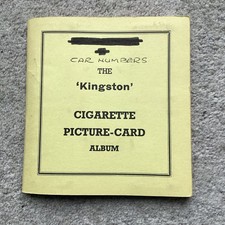 CAR NUMBERS
THE
'Kingston'
CIGARETTE
PICTURE-CARD
ALBUM